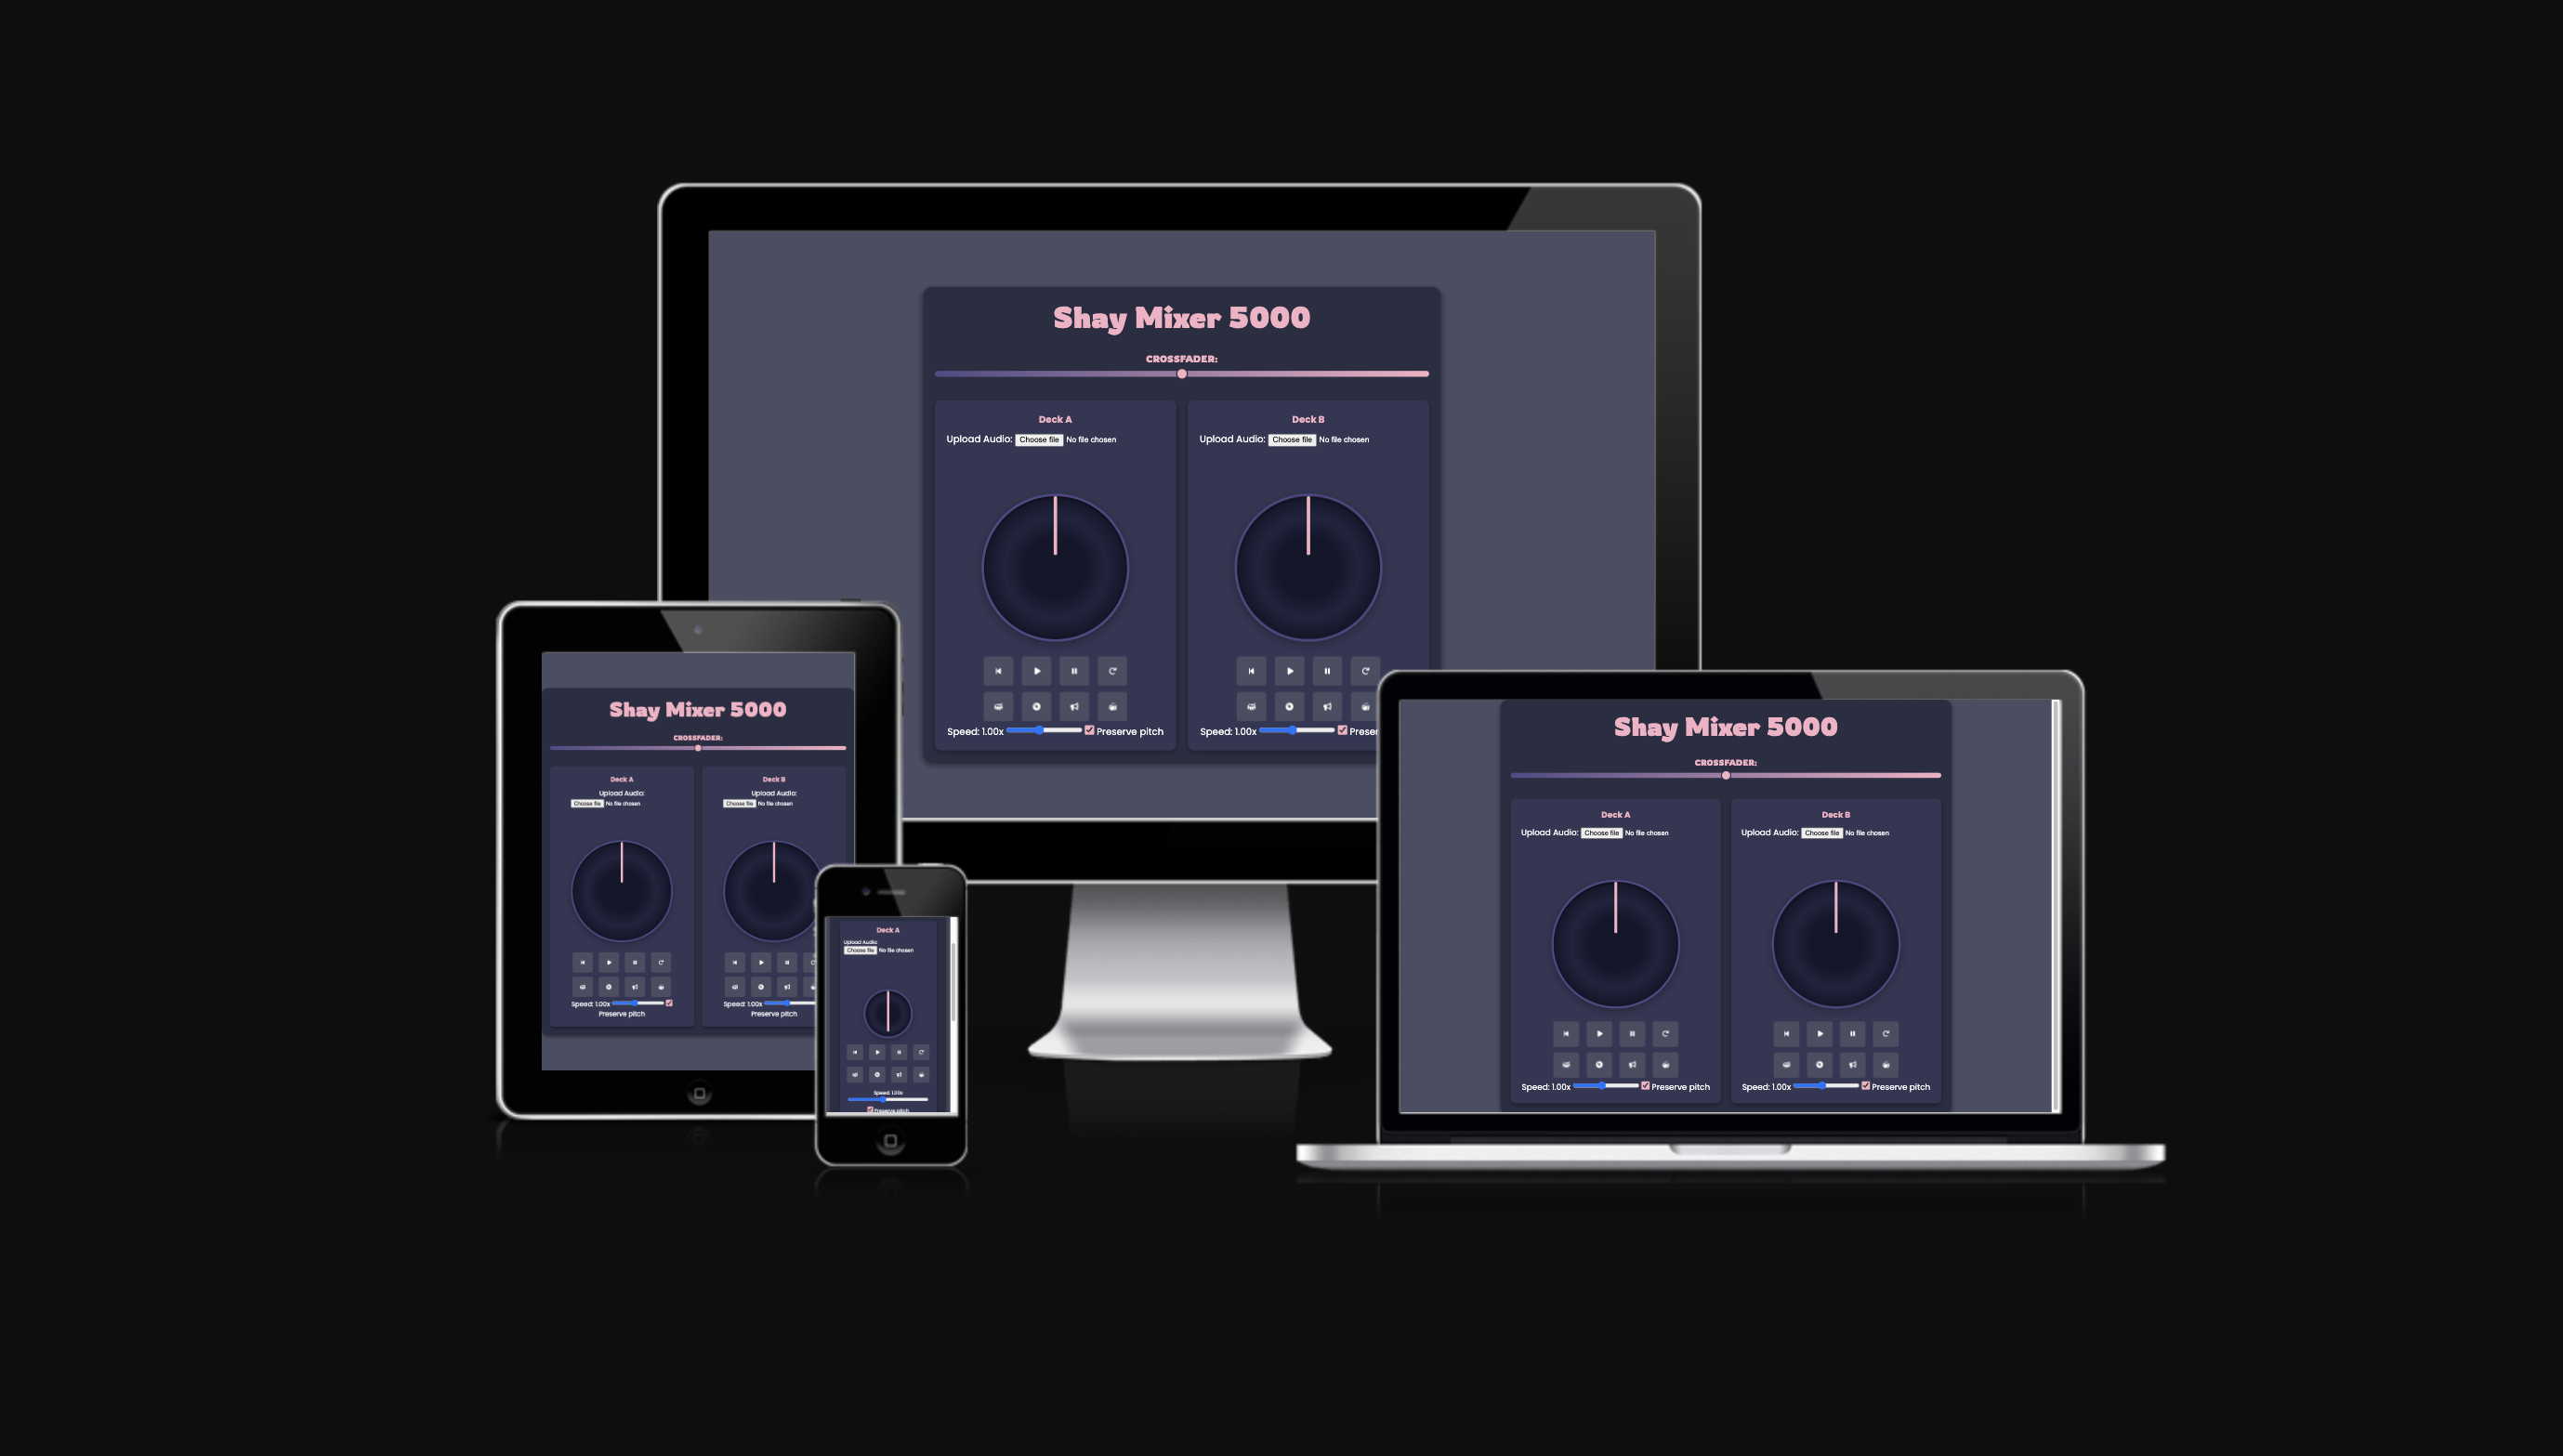 Shay Mixer 5000
CROSSFADER:
Deck A
Deck B
Upload Audio: Choose file No file chosen
Upload Audio: Choose file No file chosen
Speed: 1.00x Preserve pitch
Speed: 1.00x Preser
Shay Mixer 5000
CROSSFADER:
Deck A
Deck B
Upload Audio:
Choose file No file chosen
Upload Audio:
Choose file No file chosen
Speed: 1.00x
Preserve pitch
Speed: 1.00x
Preserve pitch
Deck A
Upload Audio:
Choose file No file chosen
Speed: 1.00x
Preserve pitch
Shay Mixer 5000
CROSSFADER:
Deck A
Deck B
Upload Audio: Choose file No file chosen
Upload Audio: Choose file No file chosen
Speed: 1.00x Preserve pitch
Speed: 1.00x Preserve pitch